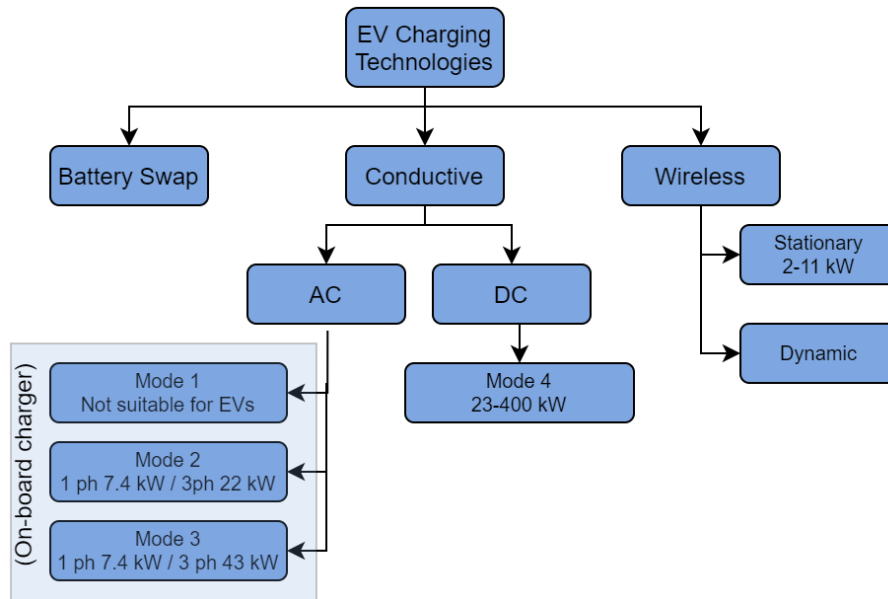 EV Charging
Technologies
Battery Swap
Conductive
Wireless
Stationary
2-11 kW
Dynamic
AC
DC
Mode 4
23-400 kW
(On-board charger)
Mode 1
Not suitable for EVs
Mode 2
1 ph 7.4 kW / 3ph 22 kW
Mode 3
1 ph 7.4 kW / 3 ph 43 kW